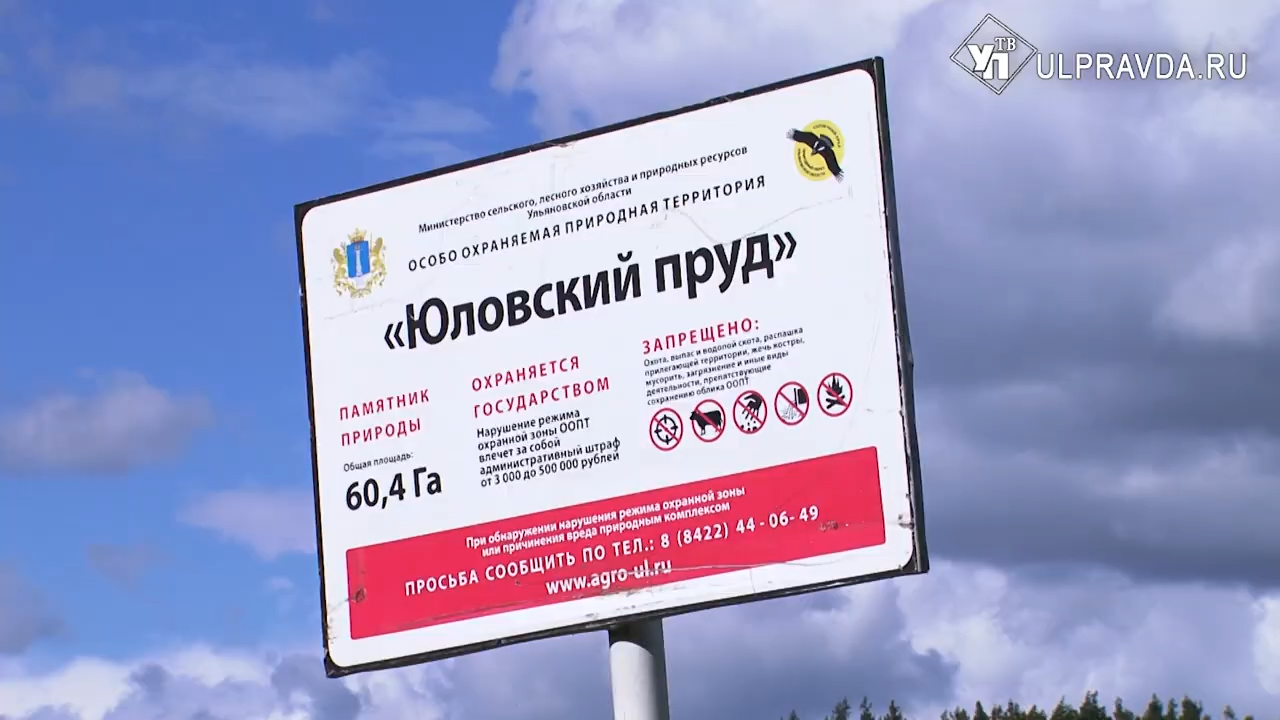 УП ТВ
ULPRAVDA.RU
Министерство сельского, лесного хозяйства и природных ресурсов
Ульяновской области
ОСОБО ОХРАНЯЕМАЯ ПРИРОДНАЯ ТЕРРИТОРИЯ
«Юловский пруд»
ПАМЯТНИК
ПРИРОДЫ
Общая площадь:
60,4 Га
ОХРАНЯЕТСЯ
ГОСУДАРСТВОМ
Нарушение режима
охранной зоны ООПТ
влечет за собой
административный штраф
от 3 000 до 500 000 рублей
ЗАПРЕЩЕНО:
Охота, выпас и водопой скота, распашка
прилегающей территории, жечь костры,
мусорить, загрязнение и иные виды
деятельности, препятствующие
сохранению облика ООПТ
При обнаружении нарушения режима охранной зоны
или причинения вреда природным комплексом
ПРОСЬБА СООБЩИТЬ ПО ТЕЛ.: 8 (8422) 44-06-49
www.agro-ul.ru